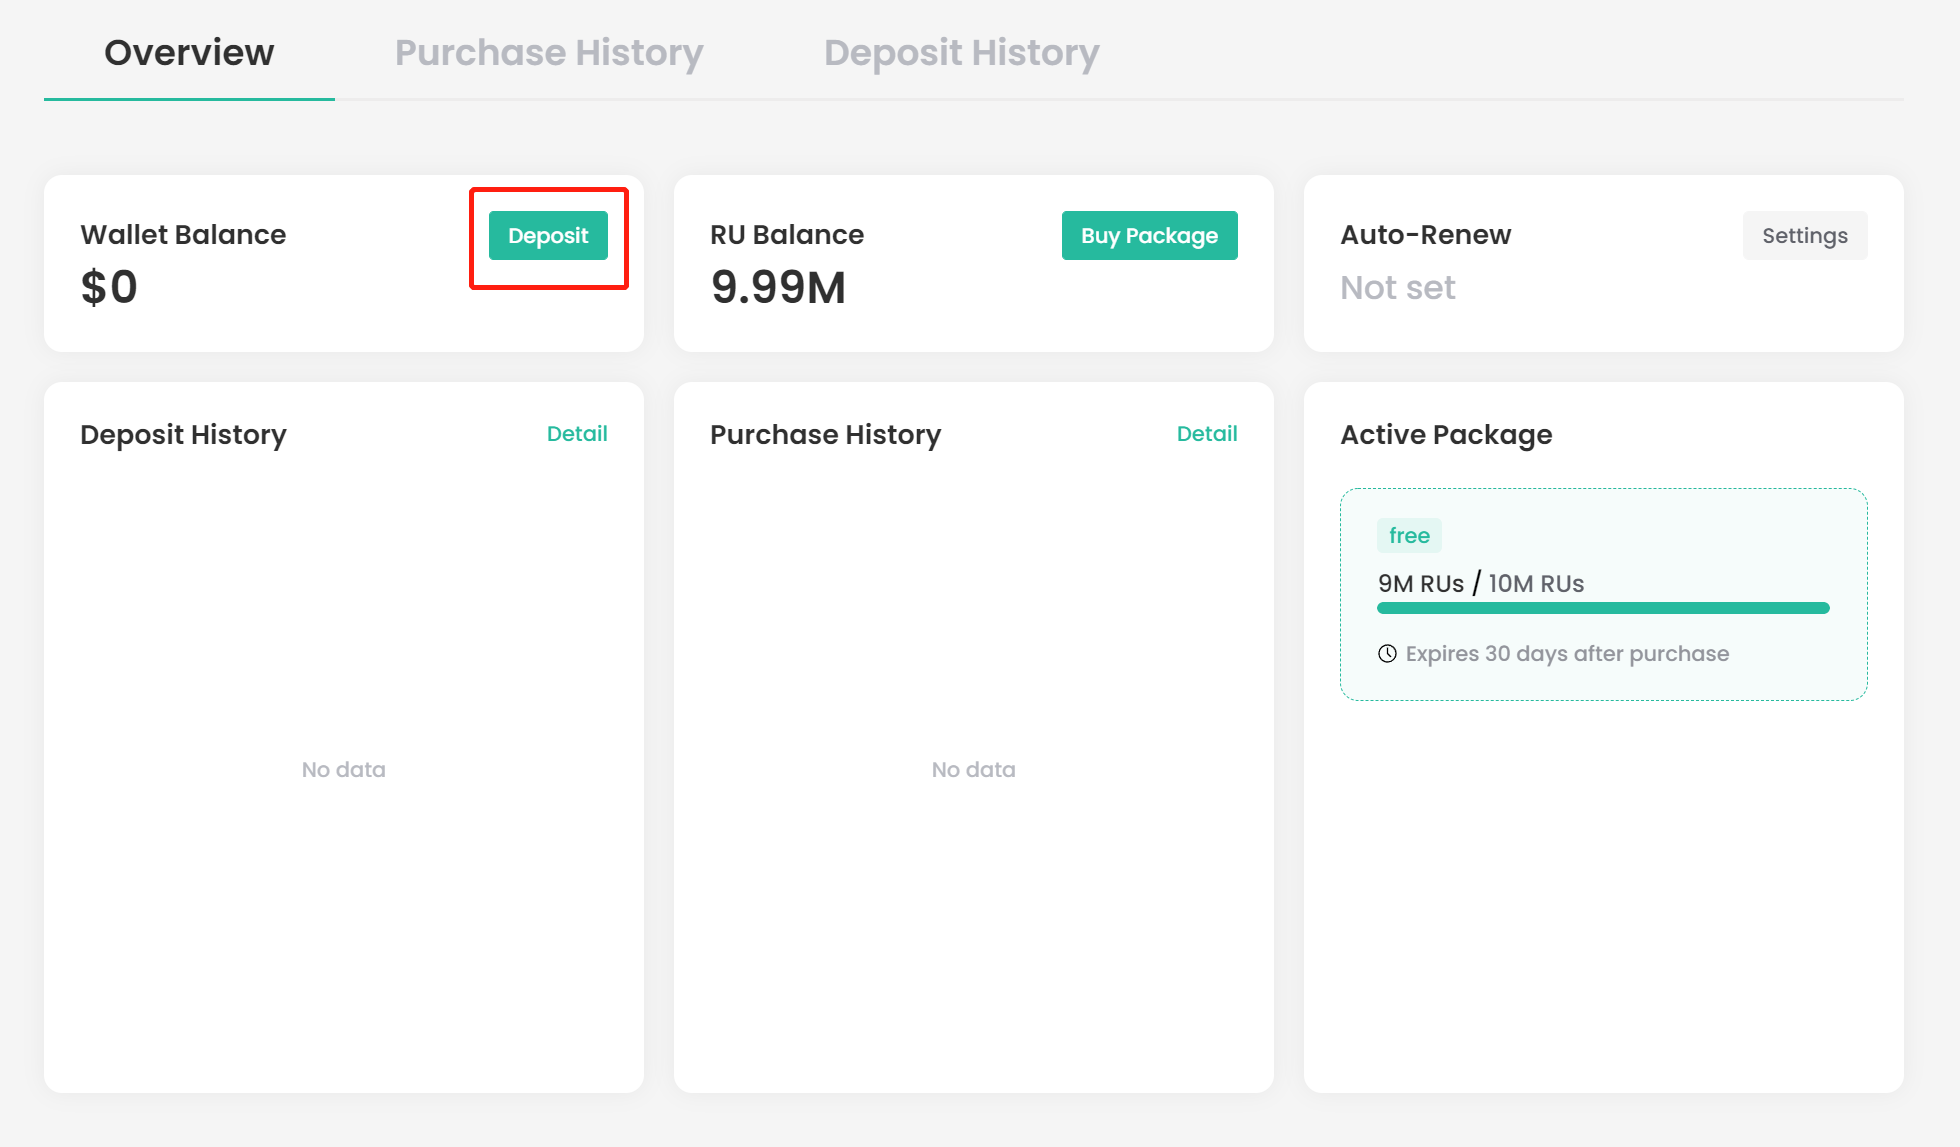 Overview
Purchase History
Deposit History
Wallet Balance
Deposit
$0
RU Balance
Buy Package
9.99M
Auto-Renew
Settings
Not set
Deposit History
Detail
No data
Purchase History
Detail
No data
Active Package
free
9M RUs / 10M RUs
Expires 30 days after purchase